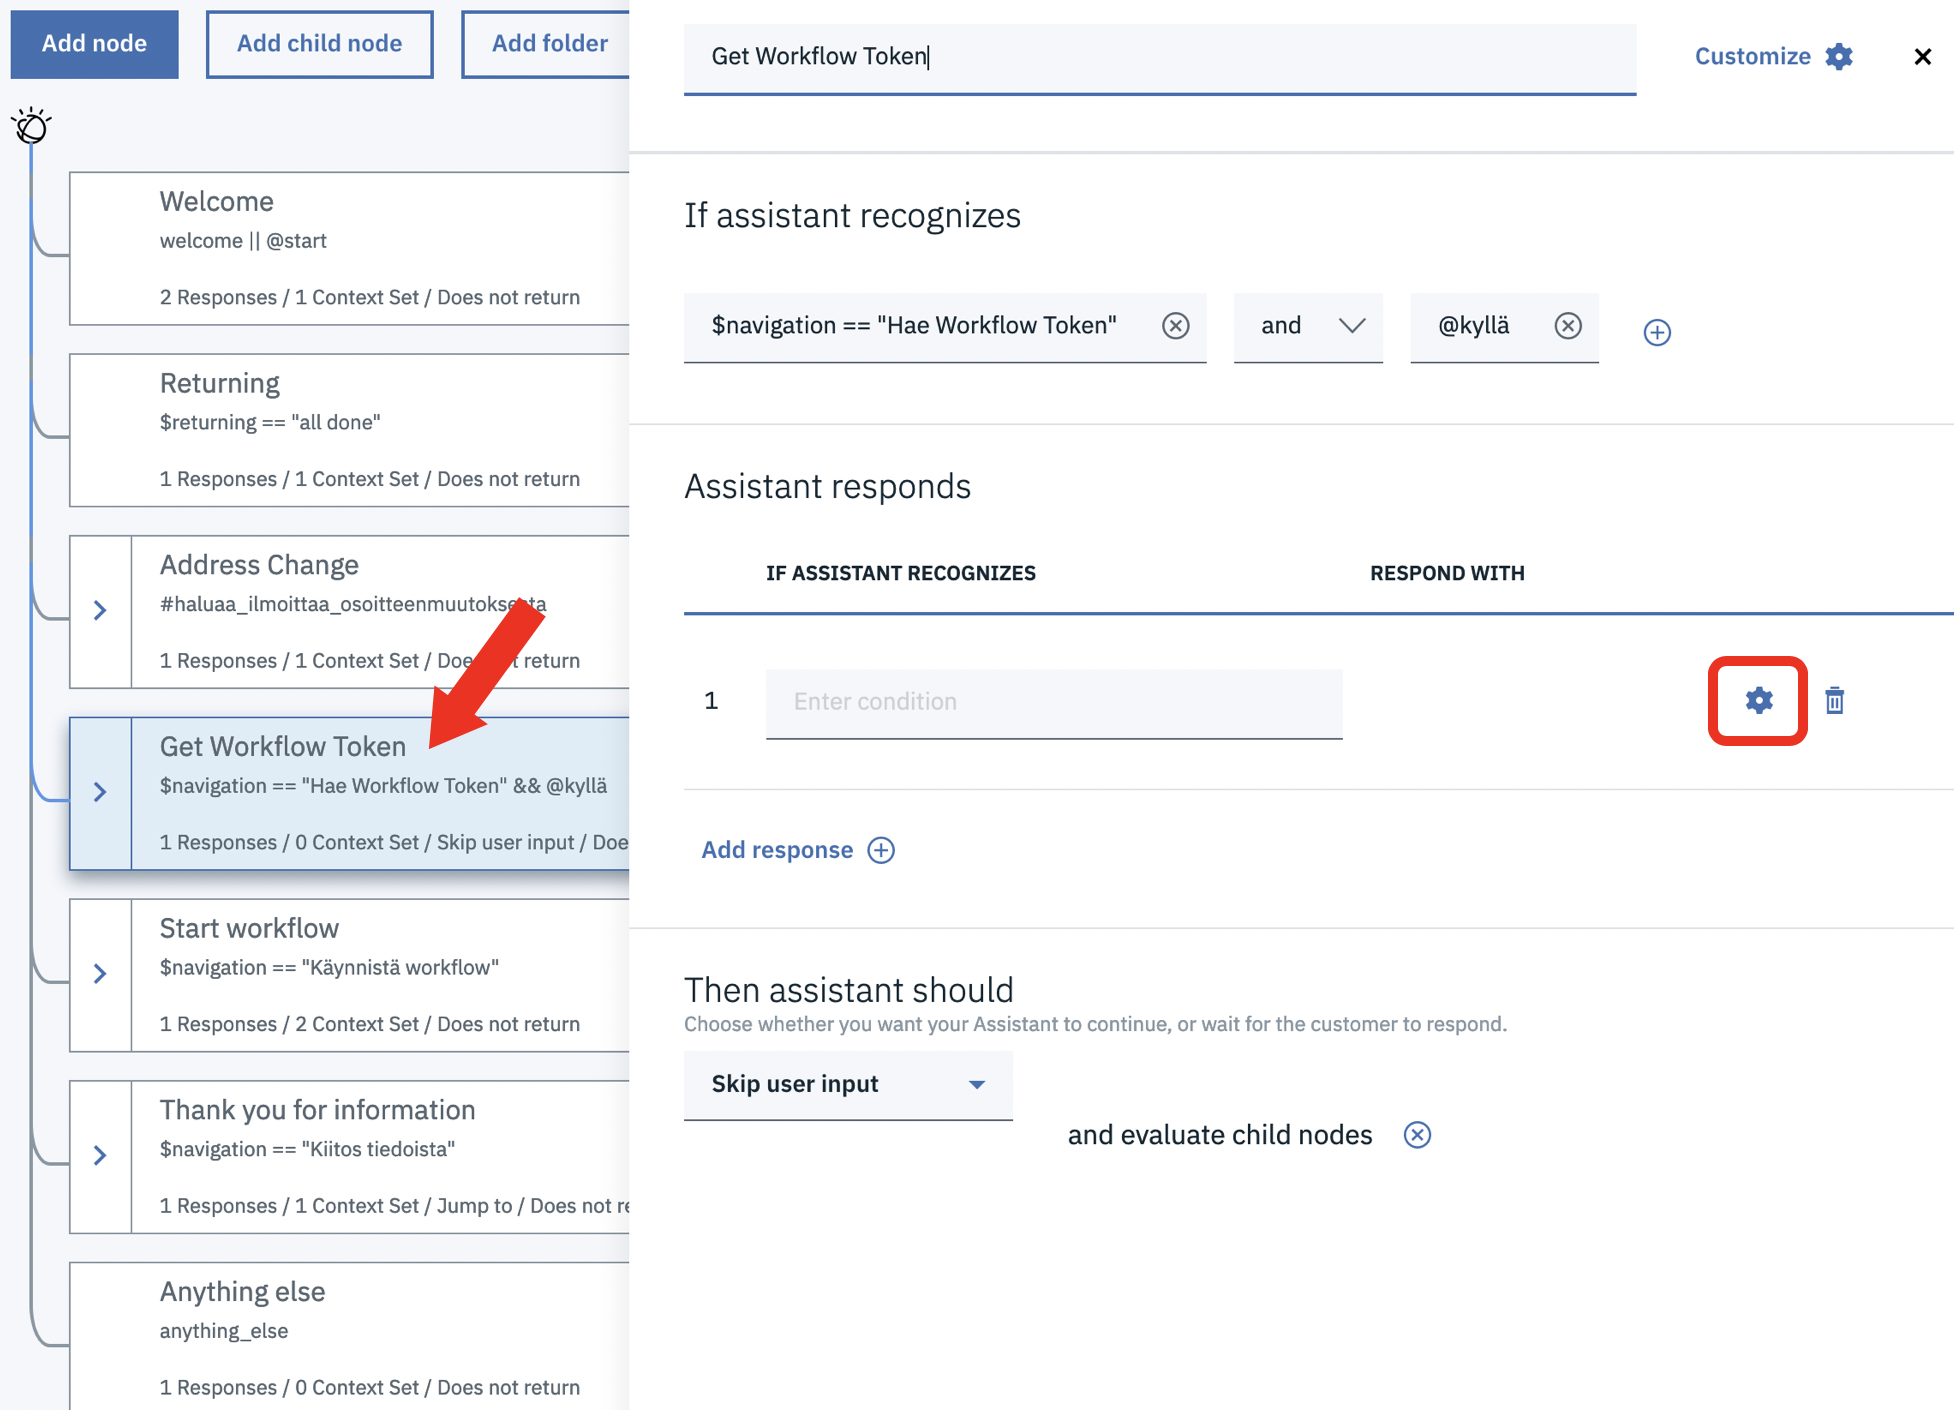 Add node
Add child node
Add folder
Welcome
welcome || @start
2 Responses / 1 Context Set / Does not return
Returning
$returning == "all done"
1 Responses / 1 Context Set / Does not return
Address Change
#haluaa_ilmoittaa_osoitteenmuutoksesta
1 Responses / 1 Context Set / Does not return
Get Workflow Token
$navigation == "Hae Workflow Token" && @kyllä
1 Responses / 0 Context Set / Skip user input / Doe
Start workflow
$navigation == "Käynnistä workflow"
1 Responses / 2 Context Set / Does not return
Thank you for information
$navigation == "Kiitos tiedoista"
1 Responses / 1 Context Set / Jump to / Does not re
Anything else
anything_else
1 Responses / 0 Context Set / Does not return
Get Workflow Token
Customize
If assistant recognizes
$navigation == "Hae Workflow Token"
and
@kyllä
Assistant responds
IF ASSISTANT RECOGNIZES
RESPOND WITH
1
Enter condition
Add response
Then assistant should
Choose whether you want your Assistant to continue, or wait for the customer to respond.
Skip user input
and evaluate child nodes